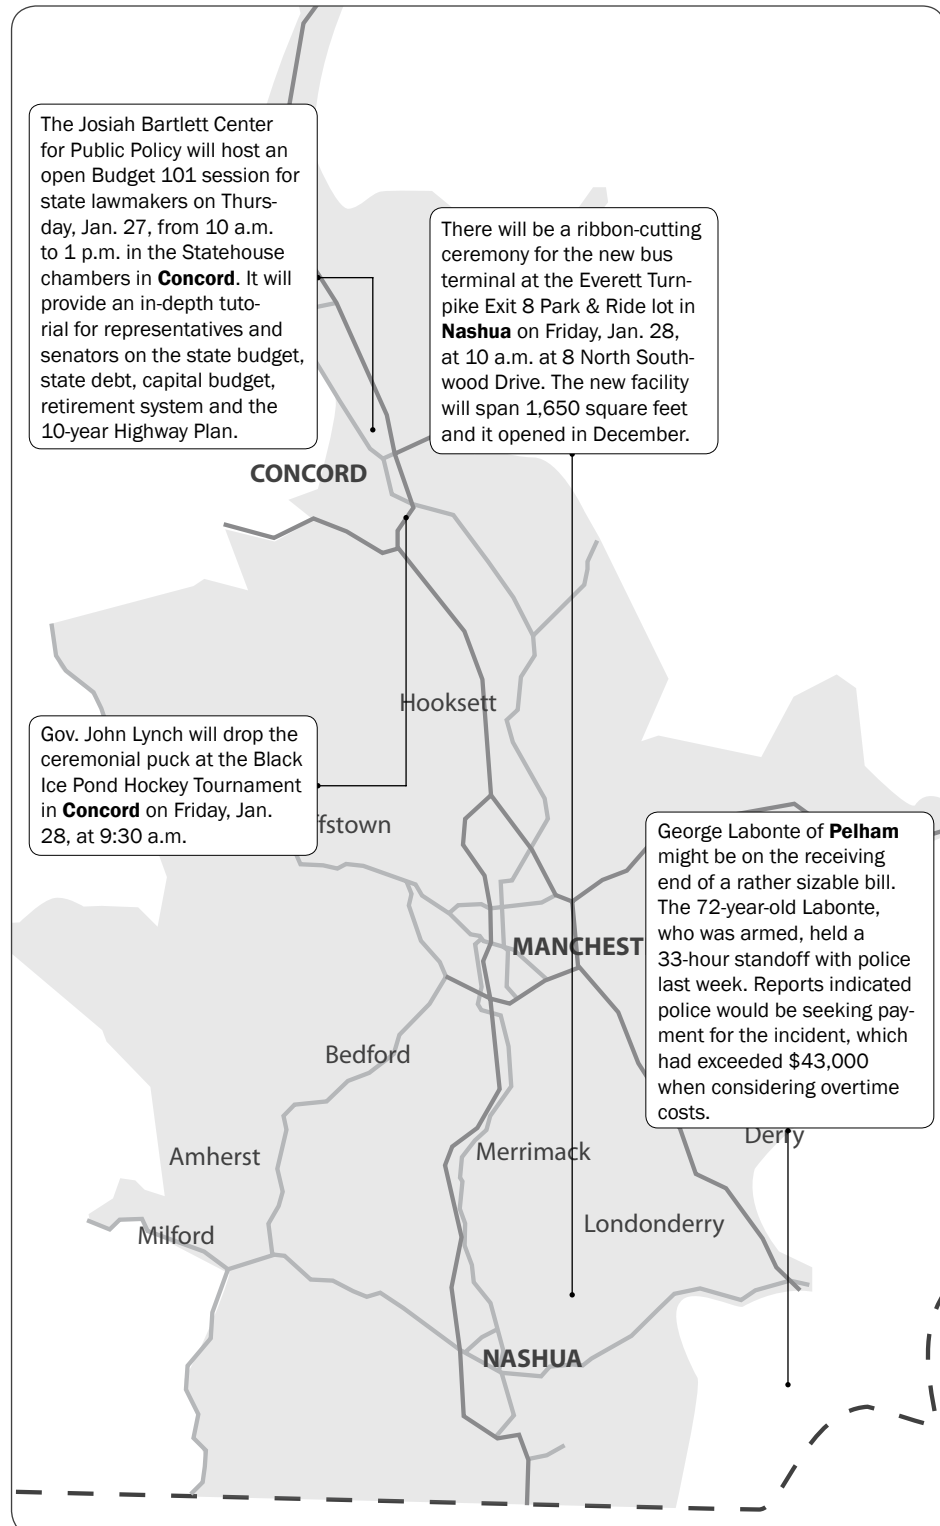 The Josiah Bartlett Center
for Public Policy will host an
open Budget 101 session for
state lawmakers on Thurs-
day, Jan. 27, from 10 a.m.
to 1 p.m. in the Statehouse
chambers in Concord. It will
provide an in-depth tuto-
rial for representatives and
senators on the state budget,
state debt, capital budget,
retirement system and the
10-year Highway Plan.
There will be a ribbon-cutting
ceremony for the new bus
terminal at the Everett Turn-
pike Exit 8 Park & Ride lot in
Nashua on Friday, Jan. 28,
at 10 a.m. at 8 North South-
wood Drive. The new facility
will span 1,650 square feet
and it opened in December.
CONCORD
Hooksett
Gov. John Lynch will drop the
ceremonial puck at the Black
Ice Pond Hockey Tournament
in Concord on Friday, Jan.
28, at 9:30 a.m.
ffstown
George Labonte of Pelham
might be on the receiving
end of a rather sizable bill.
The 72-year-old Labonte,
who was armed, held a
33-hour standoff with police
last week. Reports indicated
police would be seeking pay-
ment for the incident, which
had exceeded $43,000
when considering overtime
costs.
MANCHEST
Bedford
Derry
Merrimack
Amherst
Londonderry
Milford
NASHUA